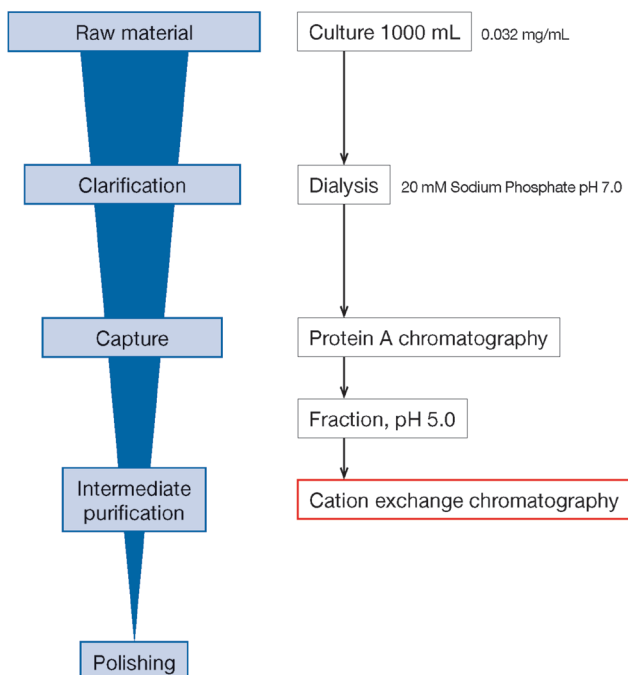 Raw material
Culture 1000 mL 0.032 mg/mL
Clarification
Dialysis 20 mM Sodium Phosphate pH 7.0
Capture
Protein A chromatography
Fraction, pH 5.0
Intermediate
purification
Cation exchange chromatography
Polishing